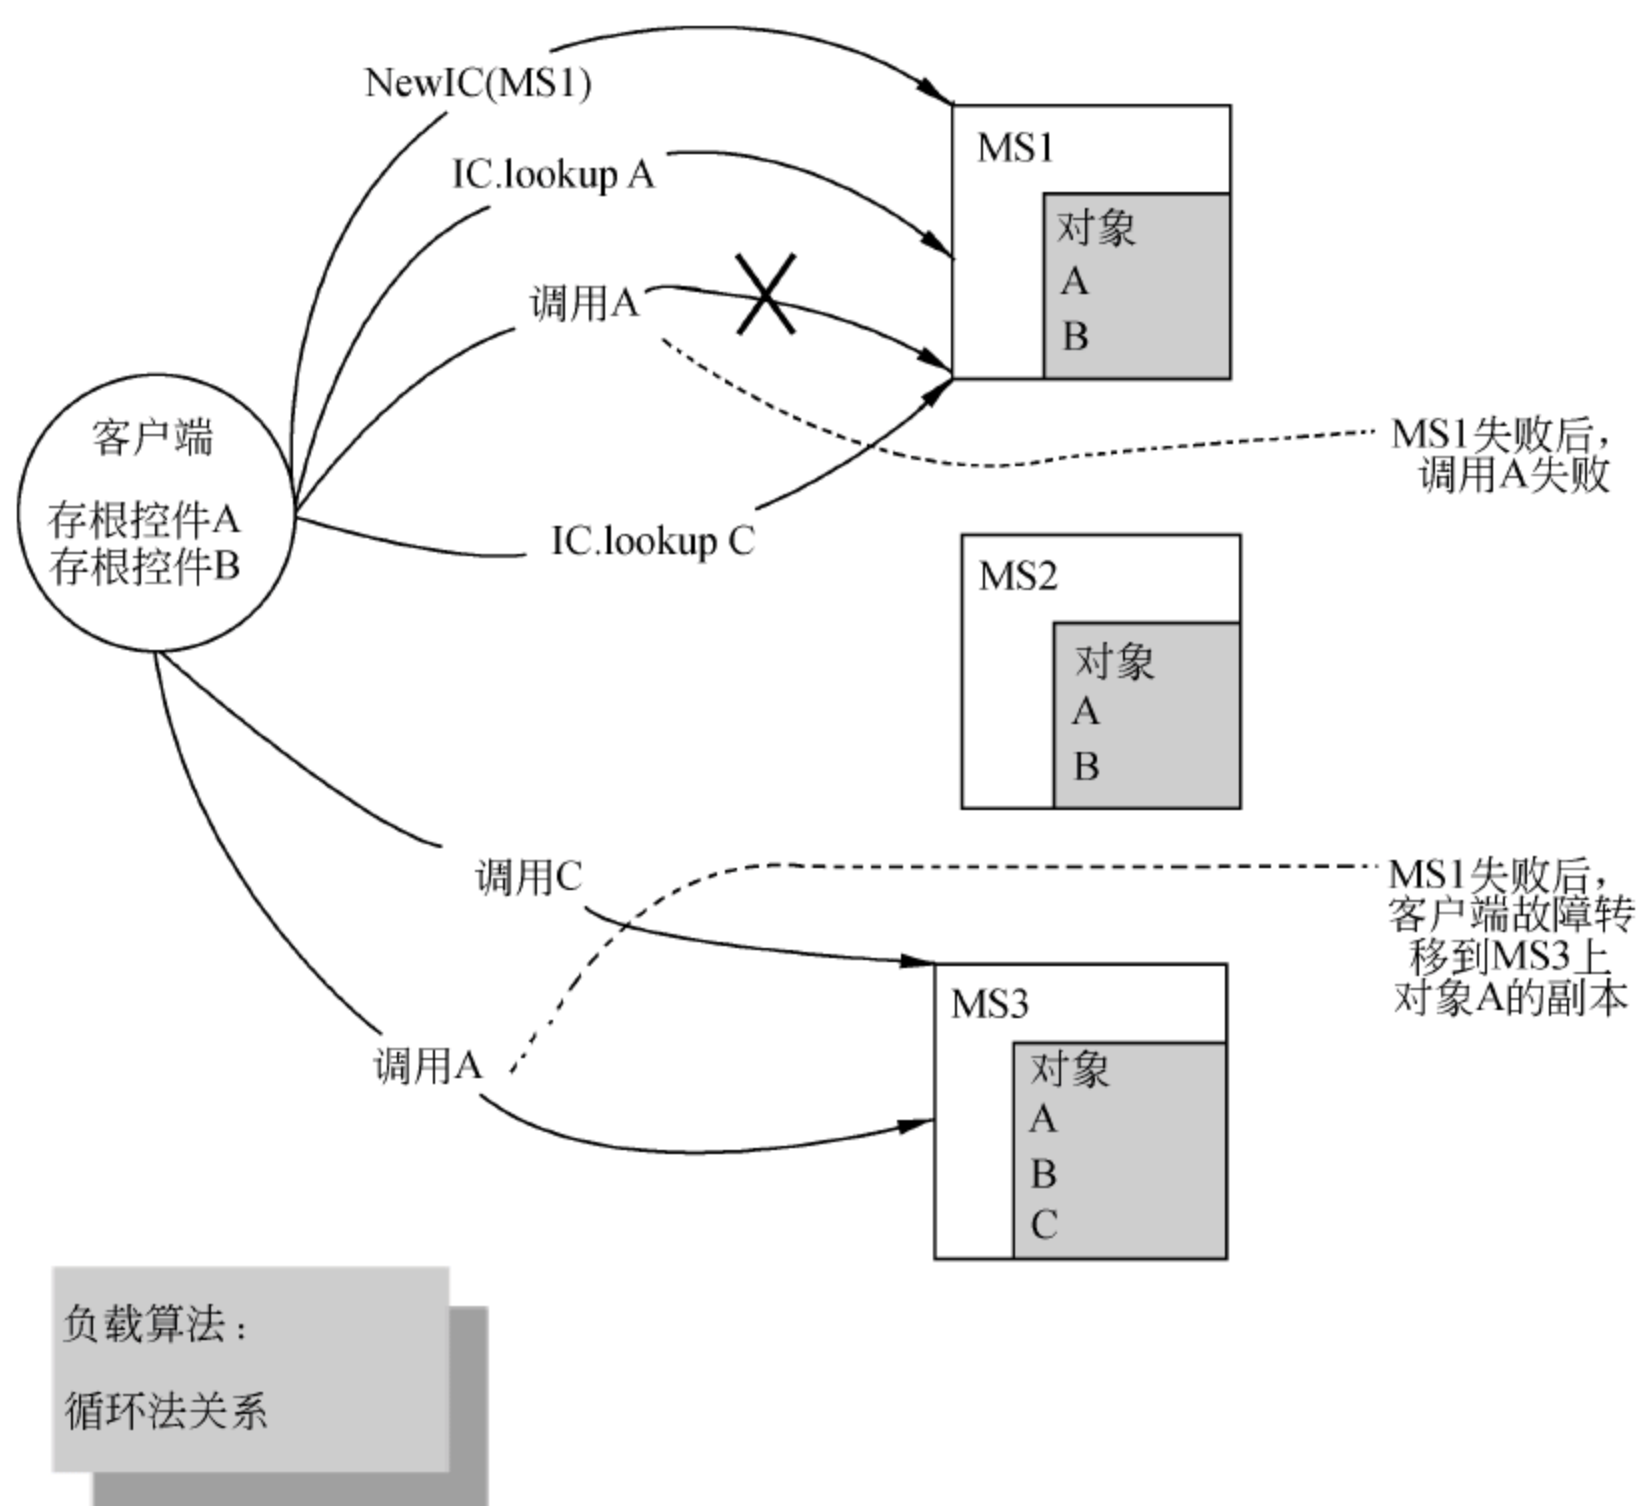 NewIC(MS1)
IC.lookup A
调用A
IC.lookup C
客户端
存根控件A
存根控件B
MS1
对象
A
B
MS1失败后，
调用A失败
MS2
对象
A
B
调用C
调用A
MS1失败后，
客户端故障转
移到MS3上
对象A的副本
MS3
对象
A
B
C
负载算法：
循环法关系